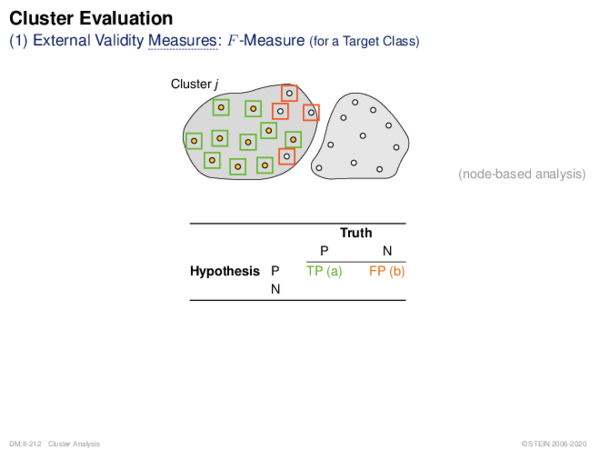 Cluster Evaluation
(1) External Validity Measures: F-Measure (for a Target Class)
Cluster j
(node-based analysis)
Truth
P N
Hypothesis P TP (a) FP (b)
N
DM:II-212 Cluster Analysis ©STEIN 2006-2020